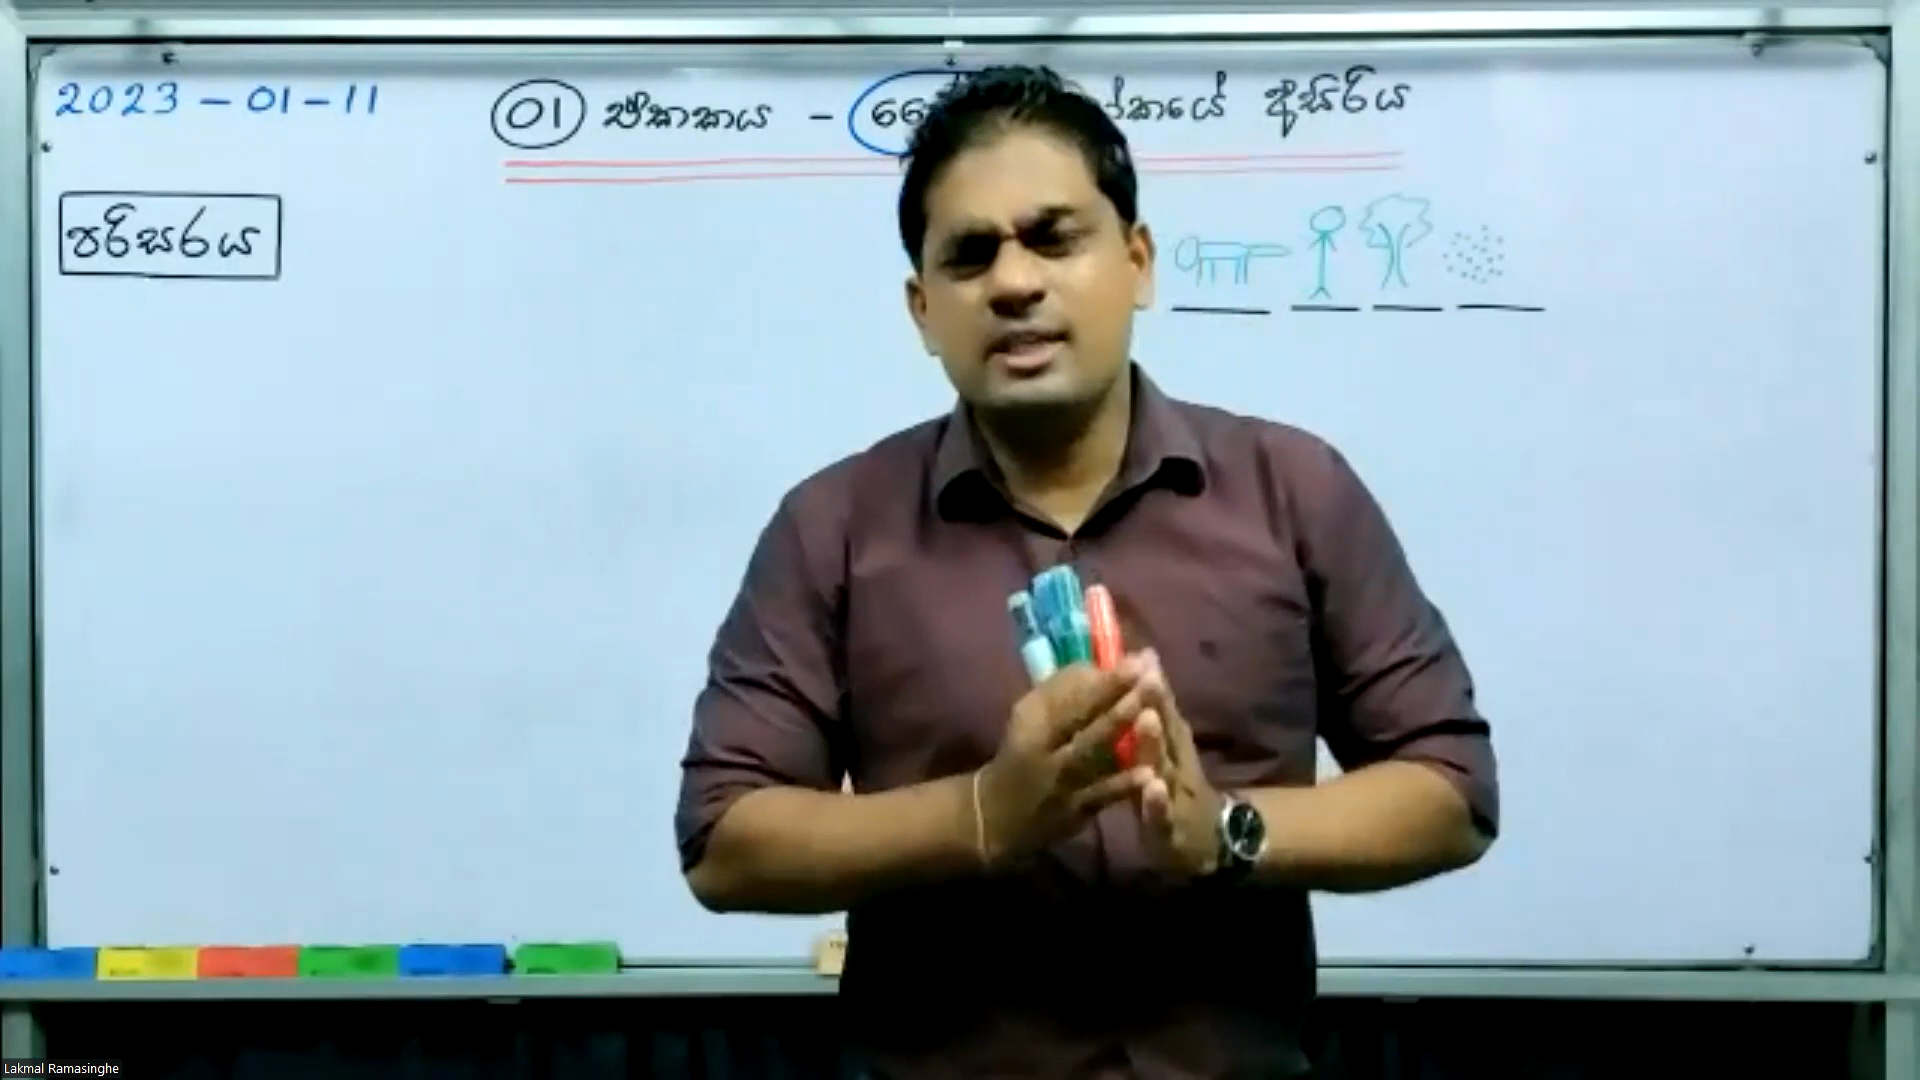 2023 - 01 - 11
01 ඒකකය - ෛ ෝකයේ අසිරිය
පරිසරය
Lakmal Ramasinghe